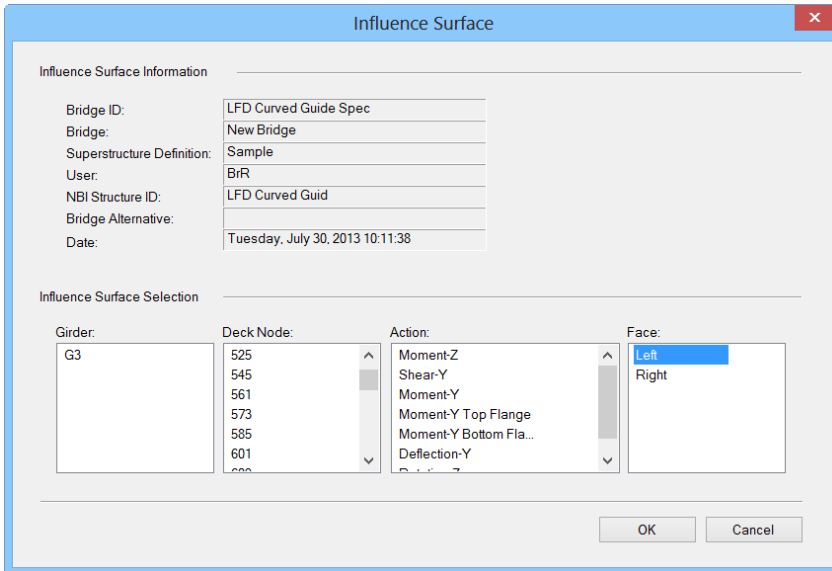 Influence Surface
Influence Surface Information
Bridge ID: LFD Curved Guide Spec
Bridge: New Bridge
Superstructure Definition: Sample
User: BrR
NBI Structure ID: LFD Curved Guid
Bridge Alternative:
Date: Tuesday, July 30, 2013 10:11:38
Influence Surface Selection
Girder: Deck Node: Action: Face:
G3 525 Moment-Z Left
545 Shear-Y Right
561 Moment-Y
573 Moment-Y Top Flange
585 Moment-Y Bottom Fla...
601 Deflection-Y
OK Cancel